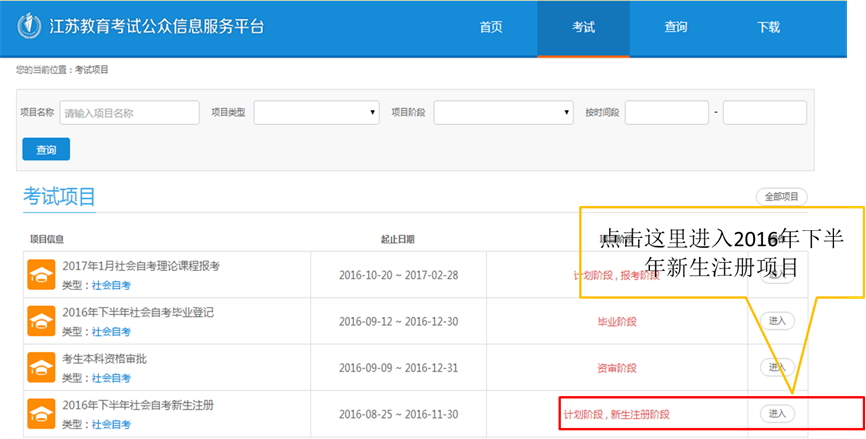 江苏教育考试公众信息服务平台 首页 考试 查询 下载
您的当前位置：考试项目
项目名称 请输入项目名称 项目类型 项目阶段 按时间段 -
查询
考试项目
全部项目
点击这里进入2016年下半
年新生注册项目
项目信息 起止日期
2017年1月社会自考理论课程报考
类型：社会自考
2016-10-20 ~ 2017-02-28 计划阶段，报考阶段 进入
2016年下半年社会自考毕业登记
类型：社会自考
2016-09-12 ~ 2016-12-30 毕业阶段 进入
考生本科资格审批
类型：社会自考
2016-09-09 ~ 2016-12-31 资审阶段 进入
2016年下半年社会自考新生注册
类型：社会自考
2016-08-25 ~ 2016-11-30 计划阶段，新生注册阶段 进入